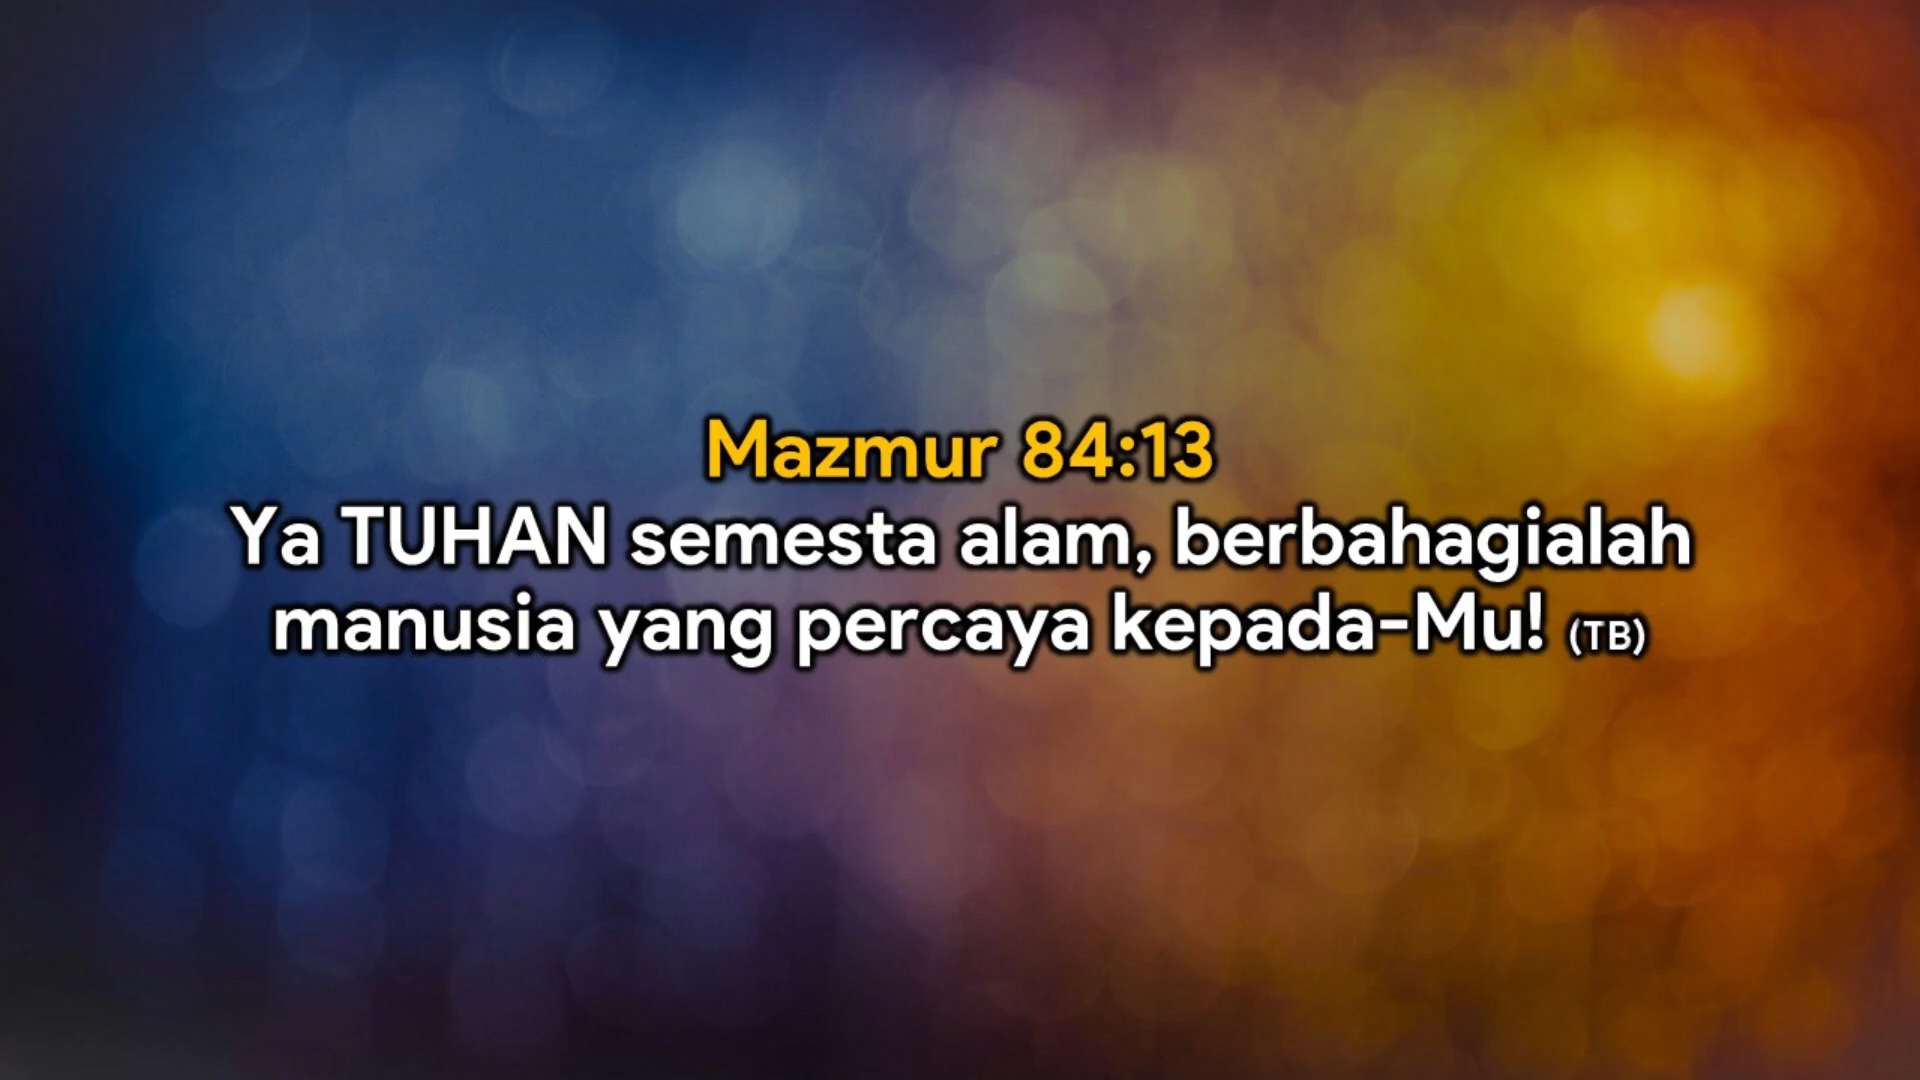 Mazmur 84:13
Ya TUHAN semesta alam, berbahagialah
manusia yang percaya kepada-Mu! (TB)